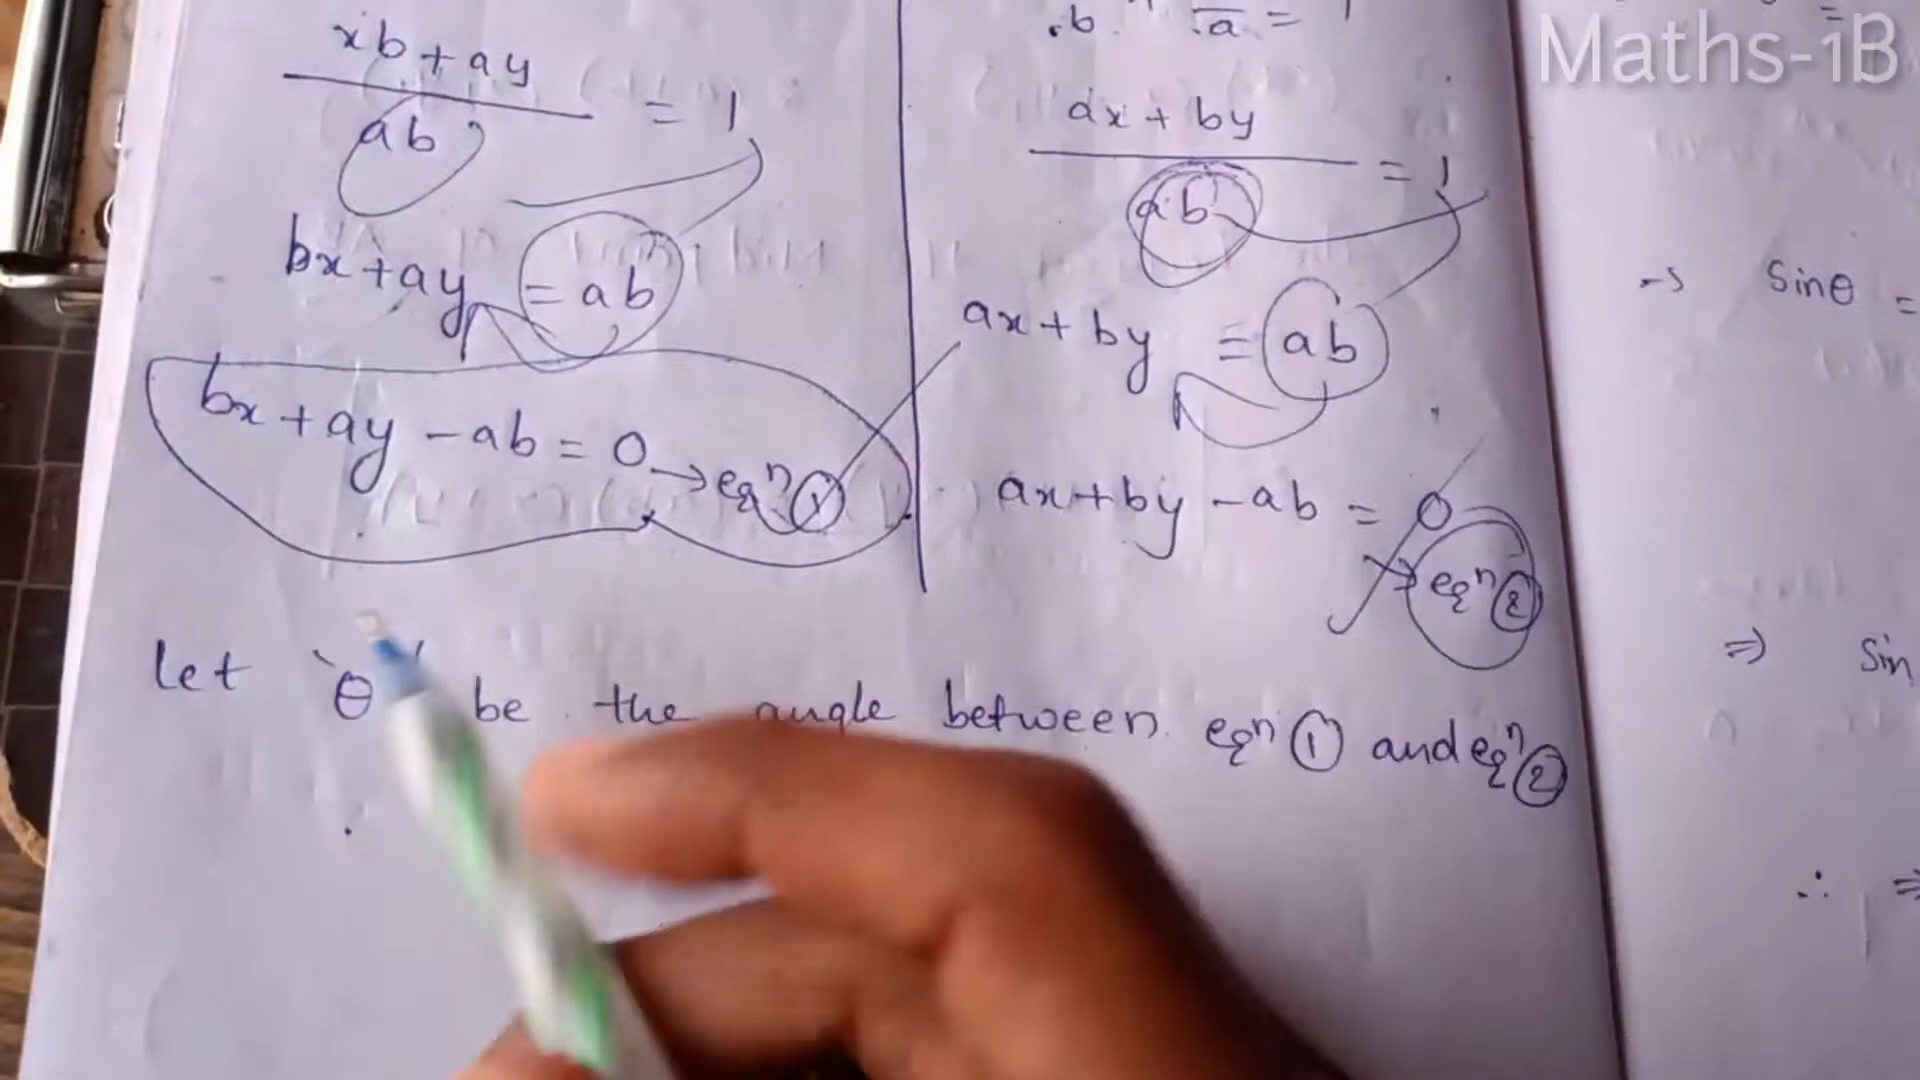 Maths-1B
xb + ay
ab
= 1
bx + ay = ab
bx + ay - ab = 0 → eqⁿ ①
b a = 1
ax + by
ab
= 1
ax + by = ab
ax + by - ab = 0
→ eqⁿ ②
Let 'θ' be the angle between eqⁿ ① and eqⁿ ②
→ Sinθ =
⇒ Sin
∴ ⇒